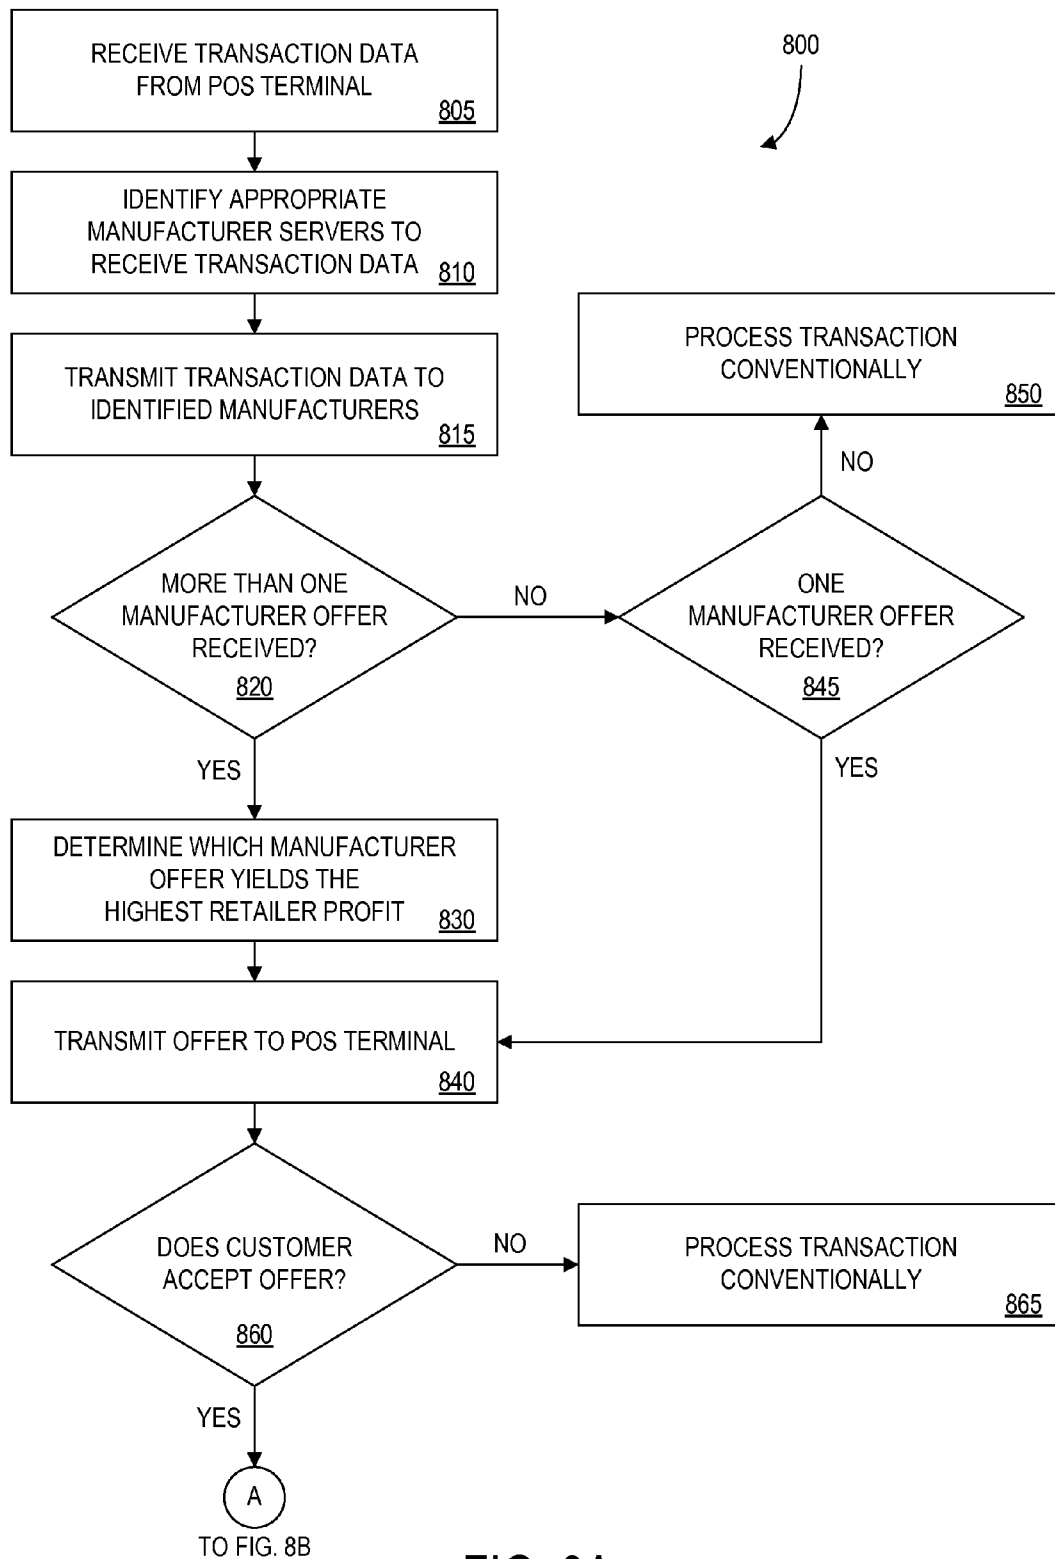 RECEIVE TRANSACTION DATA
FROM POS TERMINAL
805
800
IDENTIFY APPROPRIATE
MANUFACTURER SERVERS TO
RECEIVE TRANSACTION DATA
810
TRANSMIT TRANSACTION DATA TO
IDENTIFIED MANUFACTURERS
815
PROCESS TRANSACTION
CONVENTIONALLY
850
NO
MORE THAN ONE
MANUFACTURER OFFER
RECEIVED?
820
NO
ONE
MANUFACTURER OFFER
RECEIVED?
845
YES
YES
DETERMINE WHICH MANUFACTURER
OFFER YIELDS THE
HIGHEST RETAILER PROFIT
830
TRANSMIT OFFER TO POS TERMINAL
840
DOES CUSTOMER
ACCEPT OFFER?
860
NO
PROCESS TRANSACTION
CONVENTIONALLY
865
YES
A
TO FIG. 8B